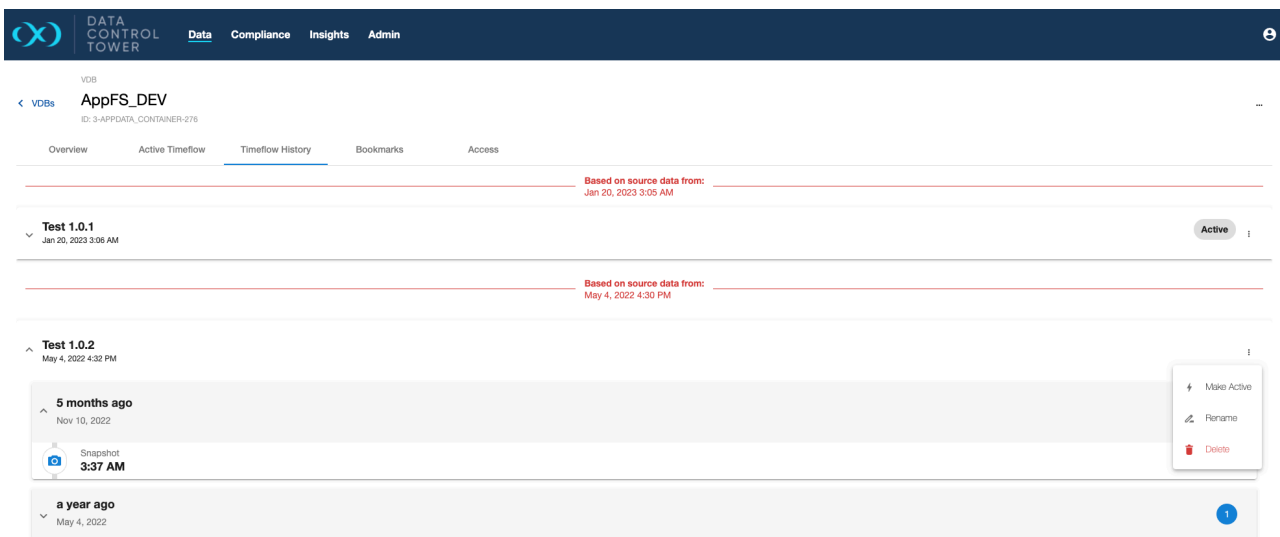 DATA
CONTROL
TOWER
Data Compliance Insights Admin
VDB
VDBs
AppFS_DEV
...
ID: 3-APPDATA_CONTAINER-276
Overview Active Timeflow Timeflow History Bookmarks Access
Based on source data from:
Jan 20, 2023 3:05 AM
Test 1.0.1
Jan 20, 2023 3:06 AM
Active
Based on source data from:
May 4, 2022 4:30 PM
Test 1.0.2
May 4, 2022 4:32 PM
Make Active
Rename
Delete
5 months ago
Nov 10, 2022
Snapshot
3:37 AM
a year ago
May 4, 2022
1